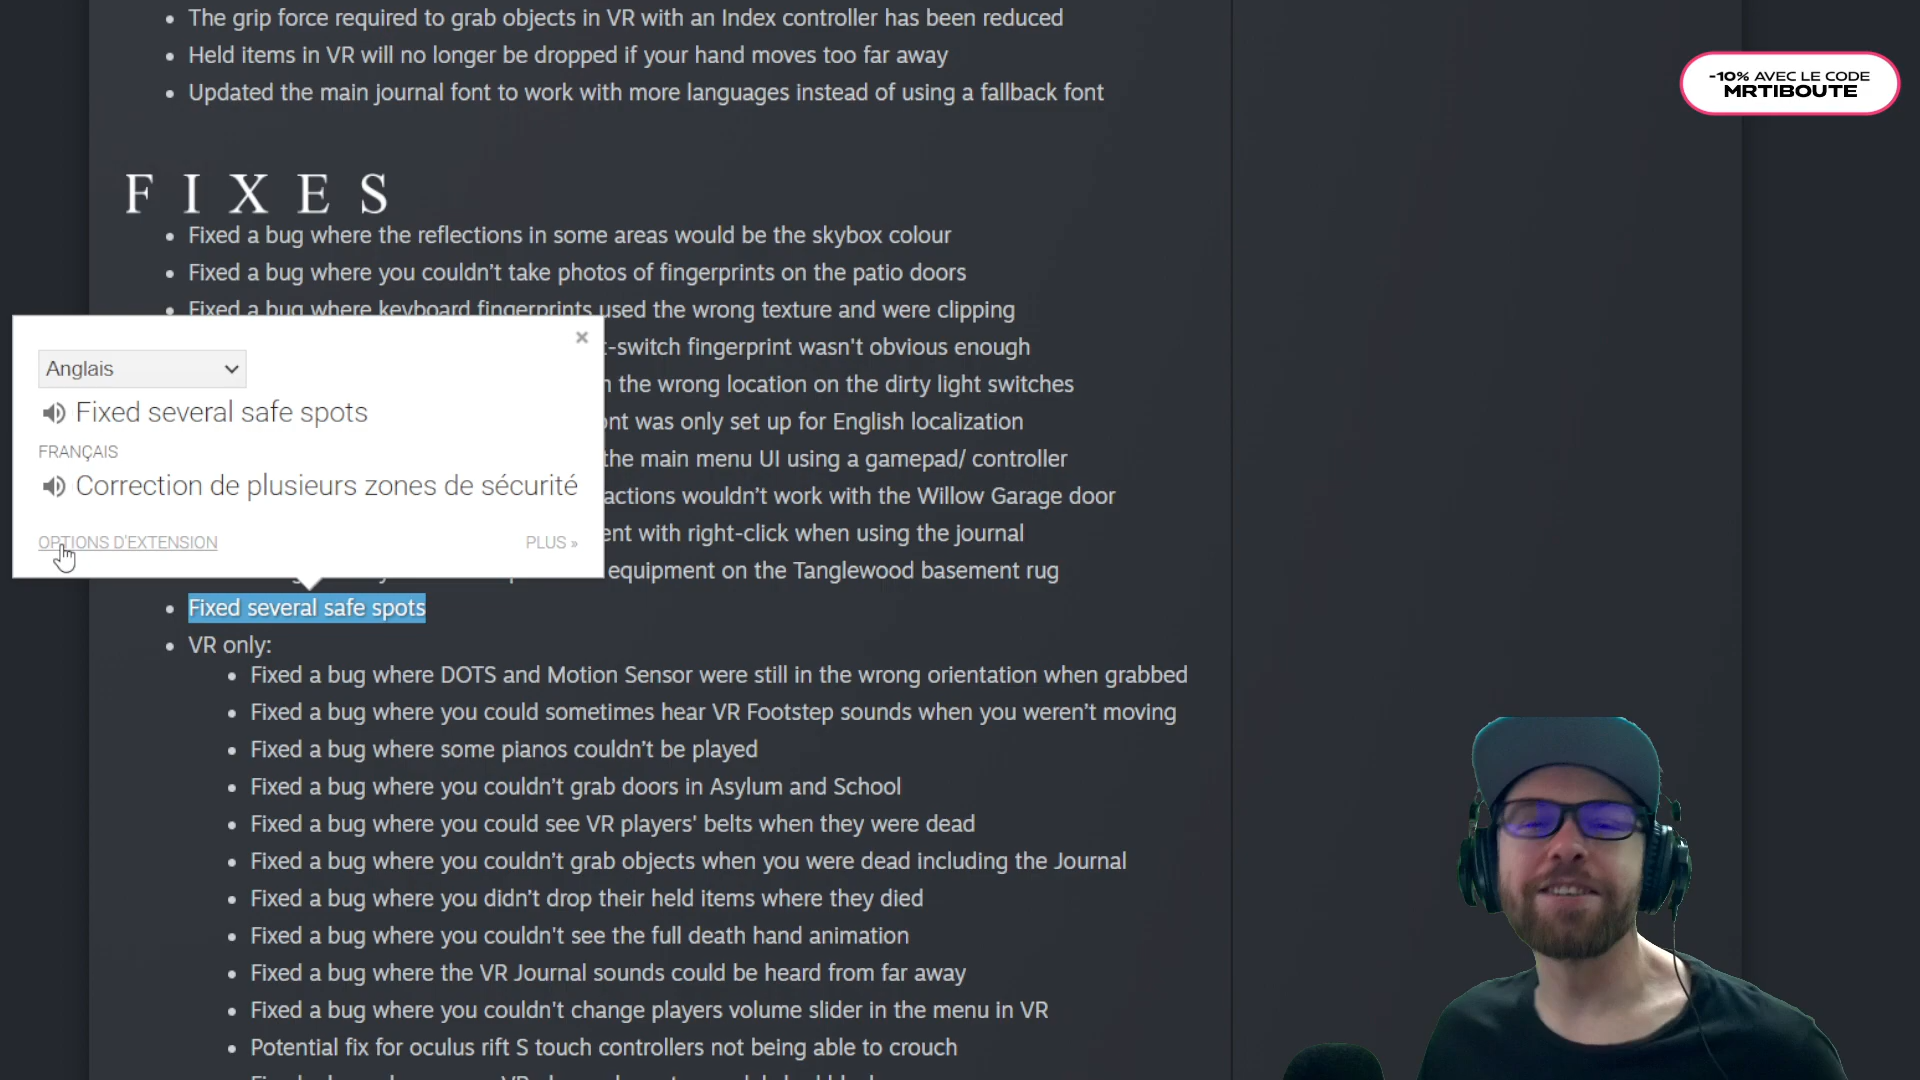 The grip force required to grab objects in VR with an Index controller has been reduced
Held items in VR will no longer be dropped if your hand moves too far away
Updated the main journal font to work with more languages instead of using a fallback font
-10% AVEC LE CODE
MRTIBOUTE
FIXES
Fixed a bug where the reflections in some areas would be the skybox colour
Fixed a bug where you couldn't take photos of fingerprints on the patio doors
Fixed a bug where keyboard fingerprints used the wrong texture and were clipping
-switch fingerprint wasn't obvious enough
the wrong location on the dirty light switches
was only set up for English localization
the main menu UI using a gamepad/ controller
actions wouldn't work with the Willow Garage door
with right-click when using the journal
equipment on the Tanglewood basement rug
Anglais
Fixed several safe spots
FRANÇAIS
Correction de plusieurs zones de sécurité
OPTIONS D'EXTENSION
PLUS »
Fixed several safe spots
VR only:
Fixed a bug where DOTS and Motion Sensor were still in the wrong orientation when grabbed
Fixed a bug where you could sometimes hear VR Footstep sounds when you weren't moving
Fixed a bug where some pianos couldn't be played
Fixed a bug where you couldn't grab doors in Asylum and School
Fixed a bug where you could see VR players' belts when they were dead
Fixed a bug where you couldn't grab objects when you were dead including the Journal
Fixed a bug where you didn't drop their held items where they died
Fixed a bug where you couldn't see the full death hand animation
Fixed a bug where the VR Journal sounds could be heard from far away
Fixed a bug where you couldn't change players volume slider in the menu in VR
Potential fix for oculus rift S touch controllers not being able to crouch